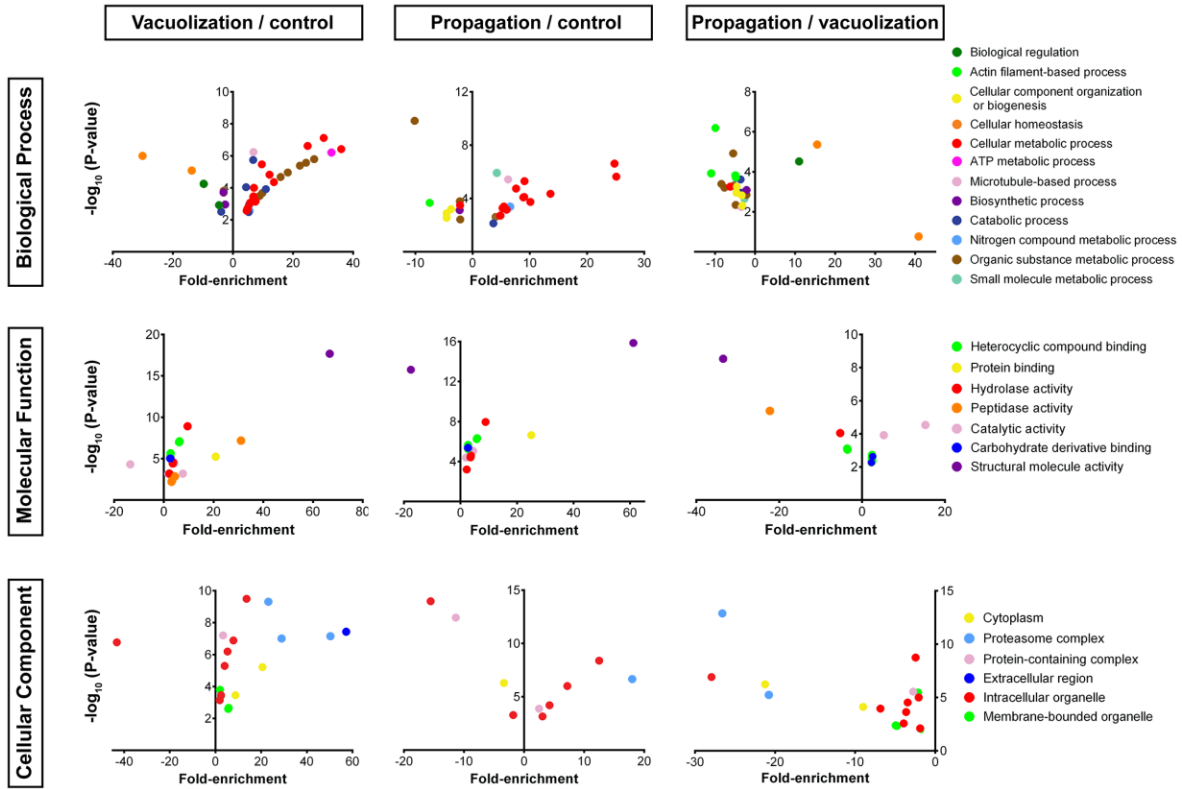 Vacuolization / control
Propagation / control
Propagation / vacuolization
Biological Process
-log10 (P-value)
10
8
6
4
2
-40
-20
0
20
40
Fold-enrichment
12
8
4
-10
0
10
20
30
Fold-enrichment
8
6
4
2
-10
0
10
20
30
40
Fold-enrichment
Biological regulation
Actin filament-based process
Cellular component organization
or biogenesis
Cellular homeostasis
Cellular metabolic process
ATP metabolic process
Microtubule-based process
Biosynthetic process
Catabolic process
Nitrogen compound metabolic process
Organic substance metabolic process
Small molecule metabolic process
Molecular Function
-log10 (P-value)
20
15
10
5
-20
0
20
40
60
80
Fold-enrichment
16
12
8
4
-20
0
20
40
60
Fold-enrichment
10
8
6
4
2
-40
-20
0
20
Fold-enrichment
Heterocyclic compound binding
Protein binding
Hydrolase activity
Peptidase activity
Catalytic activity
Carbohydrate derivative binding
Structural molecule activity
Cellular Component
-log10 (P-value)
10
8
6
4
2
-40
-20
0
20
40
60
Fold-enrichment
15
10
5
-20
-10
0
10
20
Fold-enrichment
15
10
5
0
-30
-20
-10
0
Fold-enrichment
Cytoplasm
Proteasome complex
Protein-containing complex
Extracellular region
Intracellular organelle
Membrane-bounded organelle